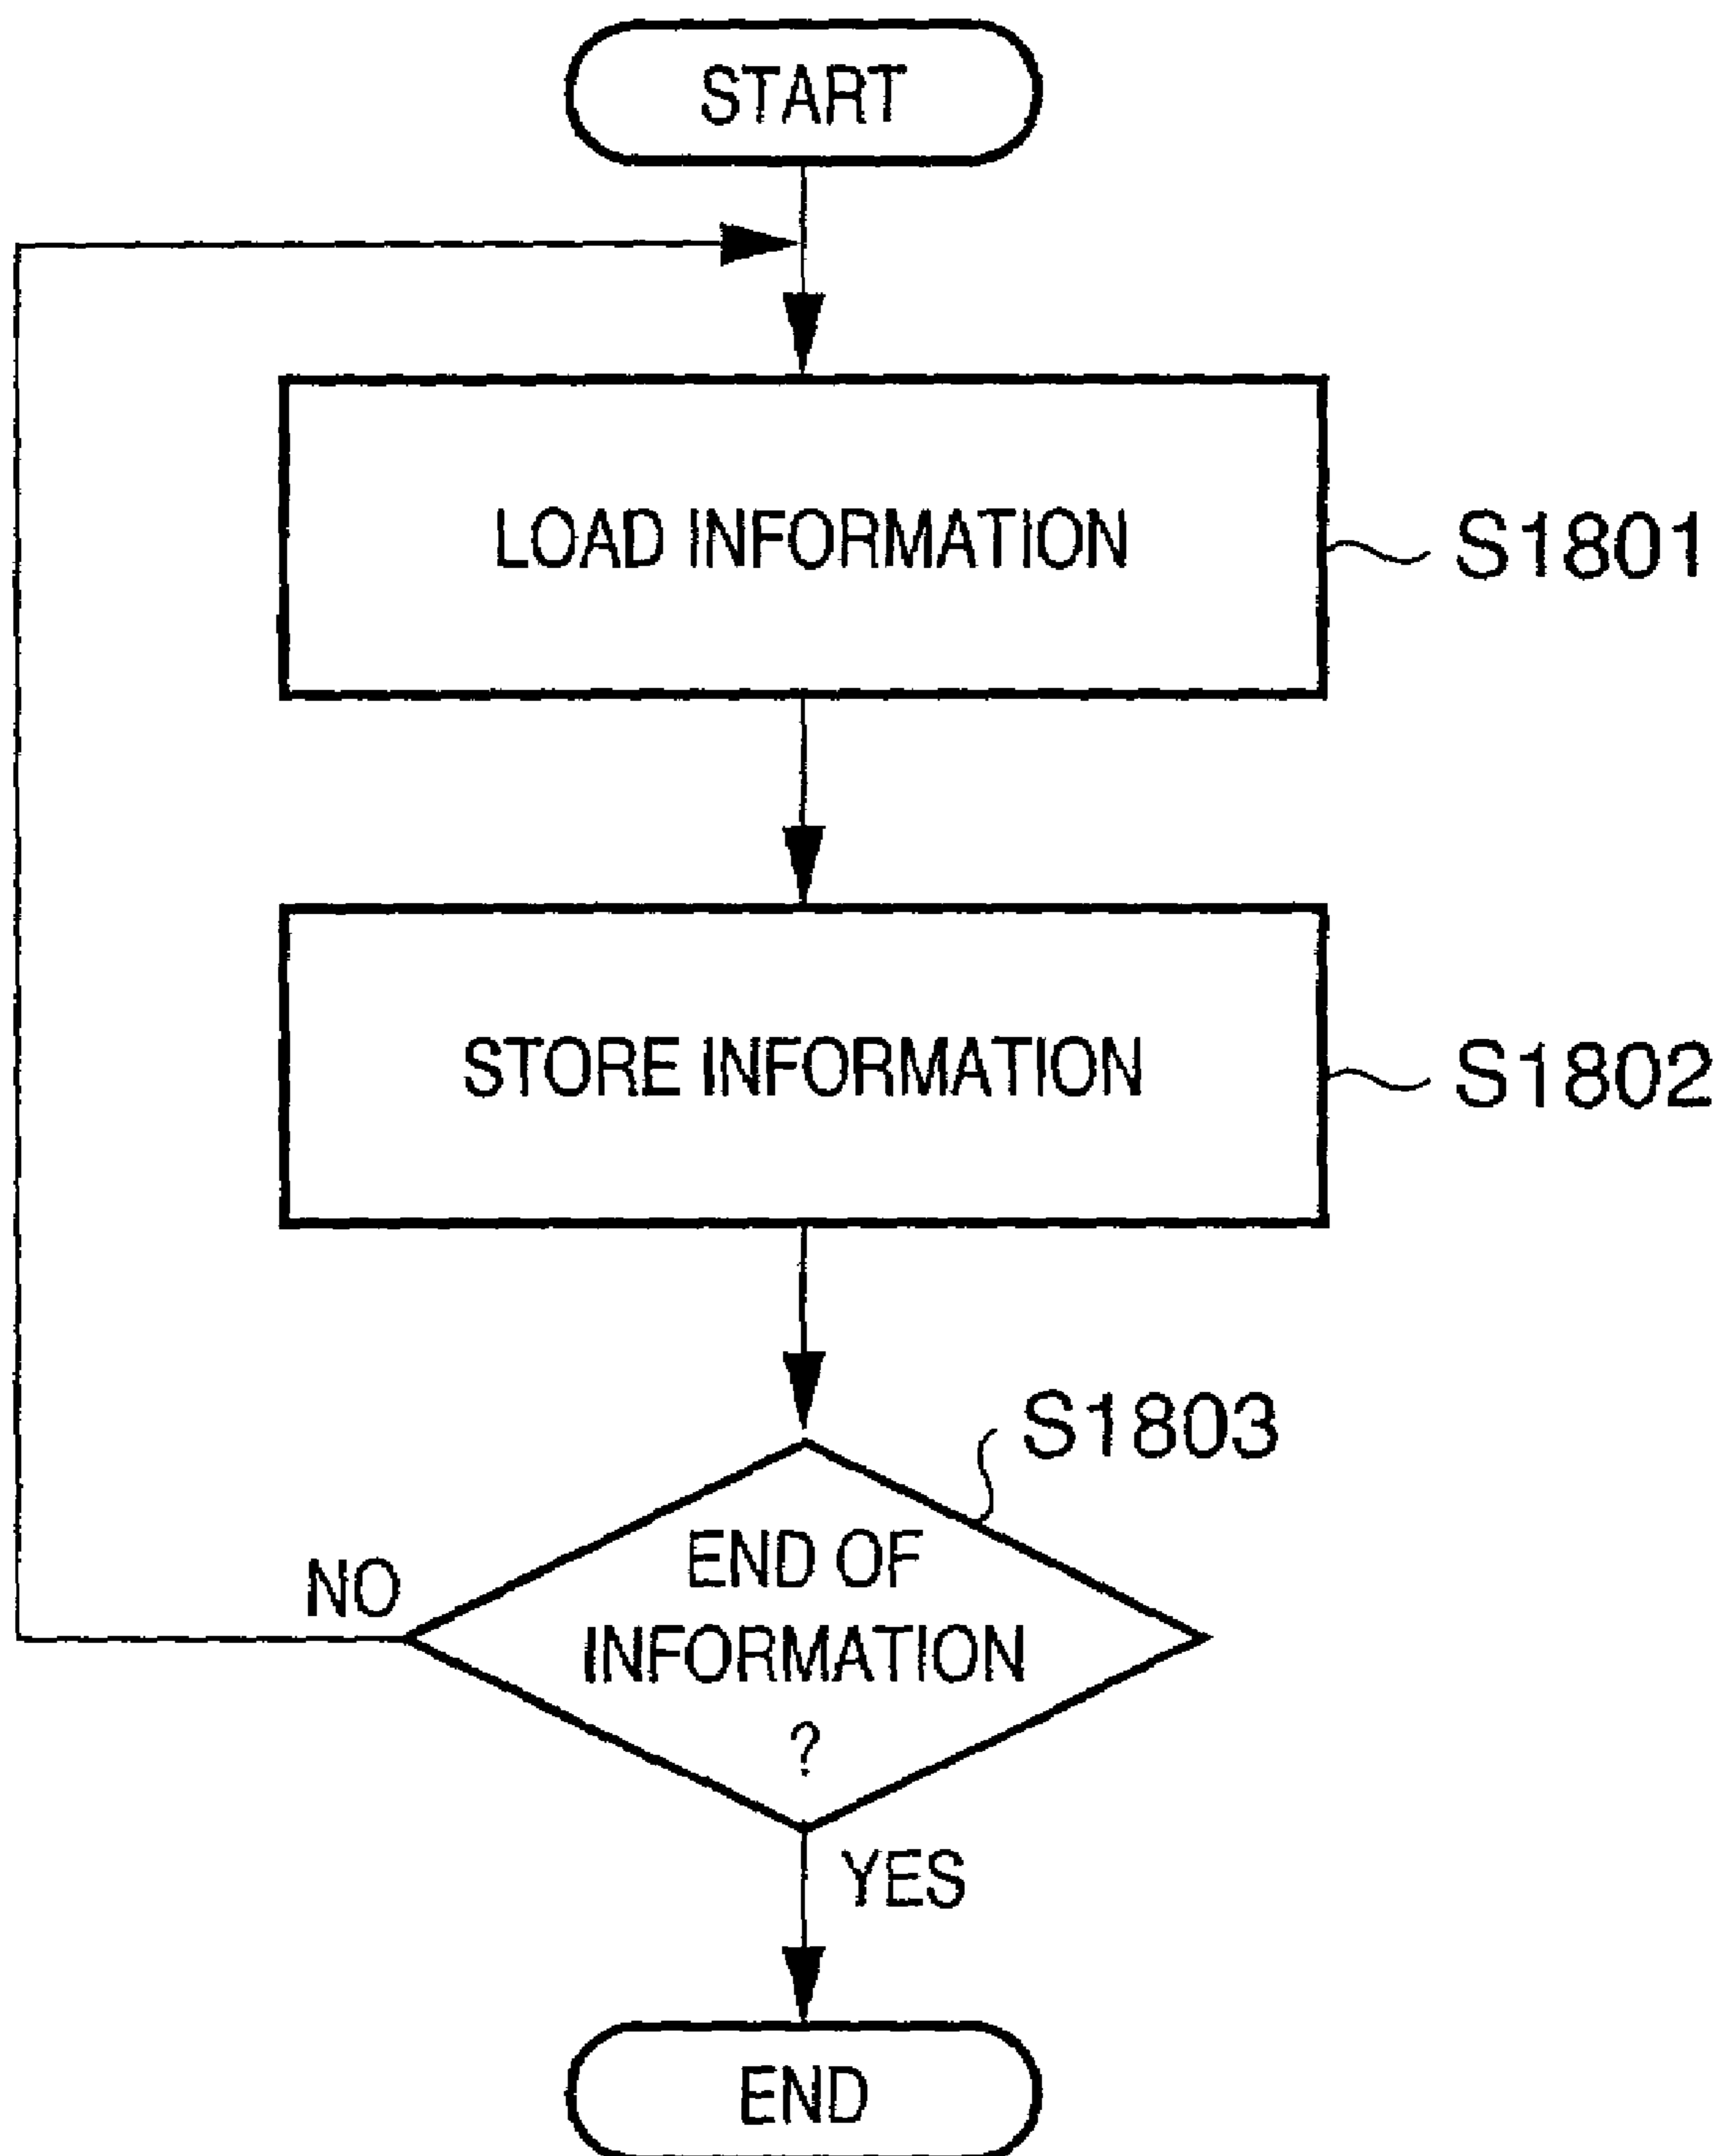 START
LOAD INFORMATION
S1801
STORE INFORMATION
S1802
S1803
END OF
INFORMATION
?
NO
YES
END